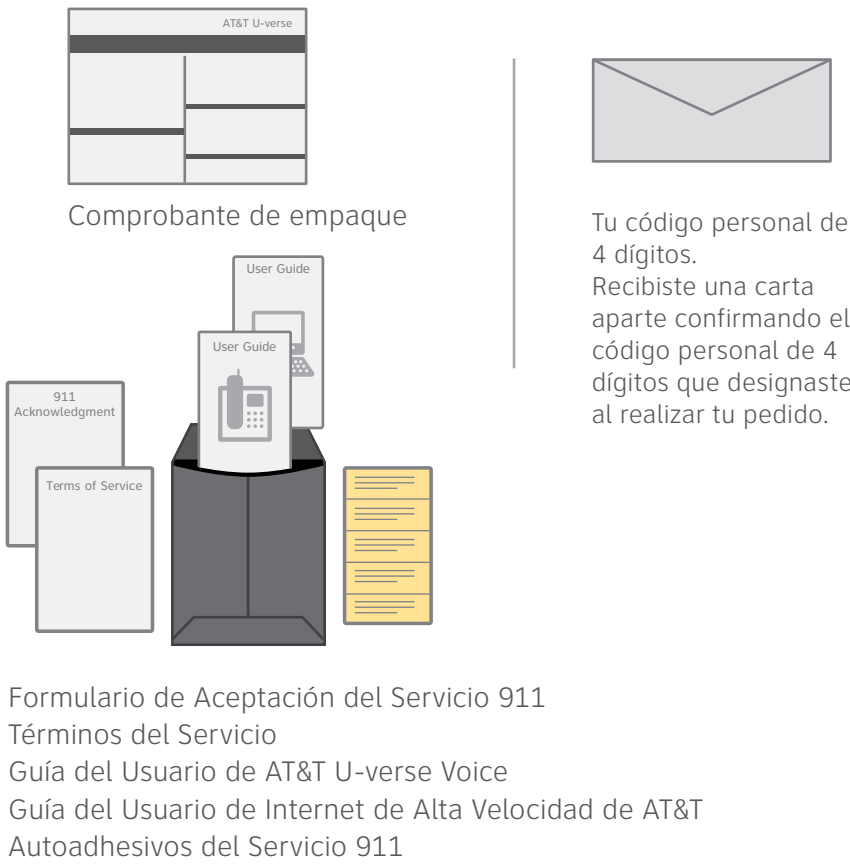 AT&T U-verse
Comprobante de empaque
Tu código personal de
4 dígitos.
Recibiste una carta
aparte confirmando el
código personal de 4
dígitos que designaste
al realizar tu pedido.
User Guide
User Guide
911
Acknowledgment
Terms of Service
Formulario de Aceptación del Servicio 911
Términos del Servicio
Guía del Usuario de AT&T U-verse Voice
Guía del Usuario de Internet de Alta Velocidad de AT&T
Autoadhesivos del Servicio 911